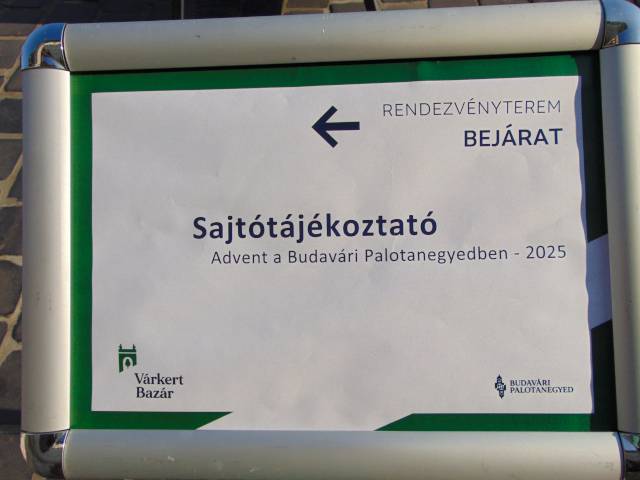 RENDEZVÉNYTEREM
BEJÁRAT
Sajtótájékoztató
Advent a Budavári Palotanegyedben - 2025
Várkert
Bazár
BUDAVÁRI
PALOTANEGYED